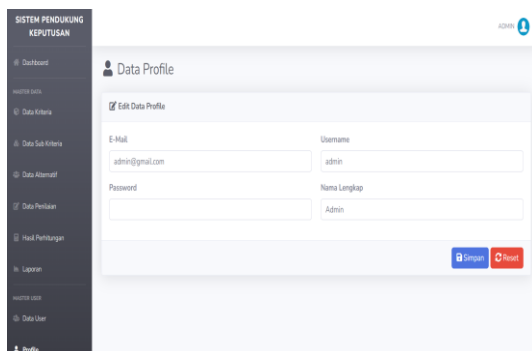 SISTEM PENDUKUNG
KEPUTUSAN
Dashboard
MASTER DATA
Data Kriteria
Data Sub Kriteria
Data Alternatif
Data Penilaian
Hasil Perhitungan
Laporan
MASTER USER
Data User
Profile
ADMIN
Data Profile
Edit Data Profile
E-Mail
admin@gmail.com
Username
admin
Password
Nama Lengkap
Admin
Simpan
Reset